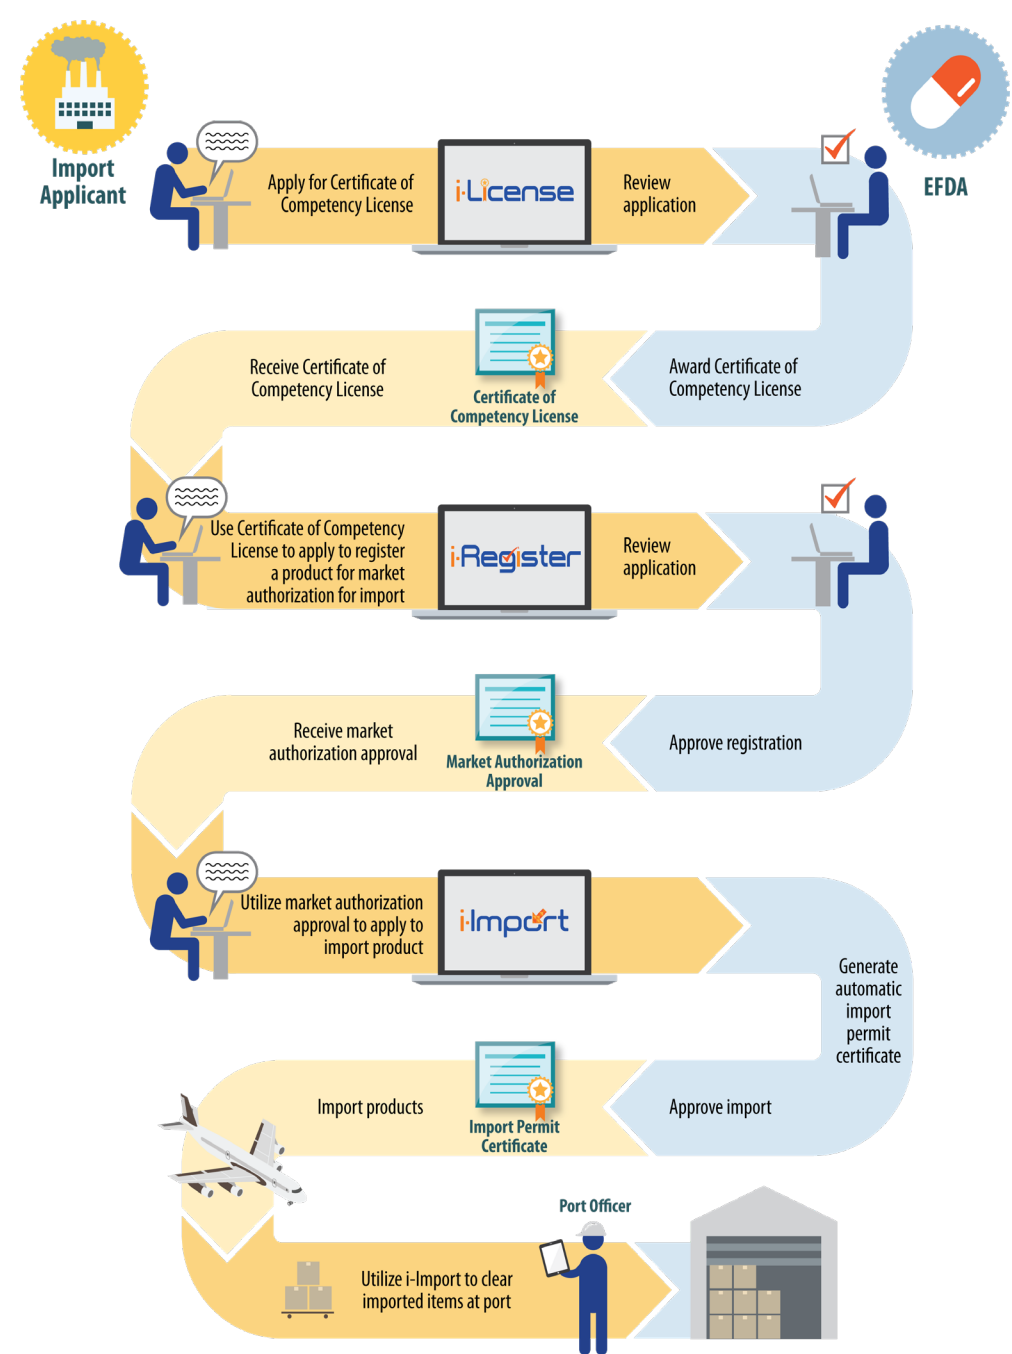 Import
Applicant
EFDA
Apply for Certificate of
Competency License
i-License
Review
application
Receive Certificate of
Competency License
Certificate of
Competency License
Award Certificate of
Competency License
Use Certificate of Competency
License to apply to register
a product for market
authorization for import
i-Register
Review
application
Receive market
authorization approval
Market Authorization
Approval
Approve registration
Utilize market authorization
approval to apply to
import product
i-Import
Generate
automatic
import
permit
certificate
Import products
Import Permit
Certificate
Approve import
Port Officer
Utilize i-Import to clear
imported items at port